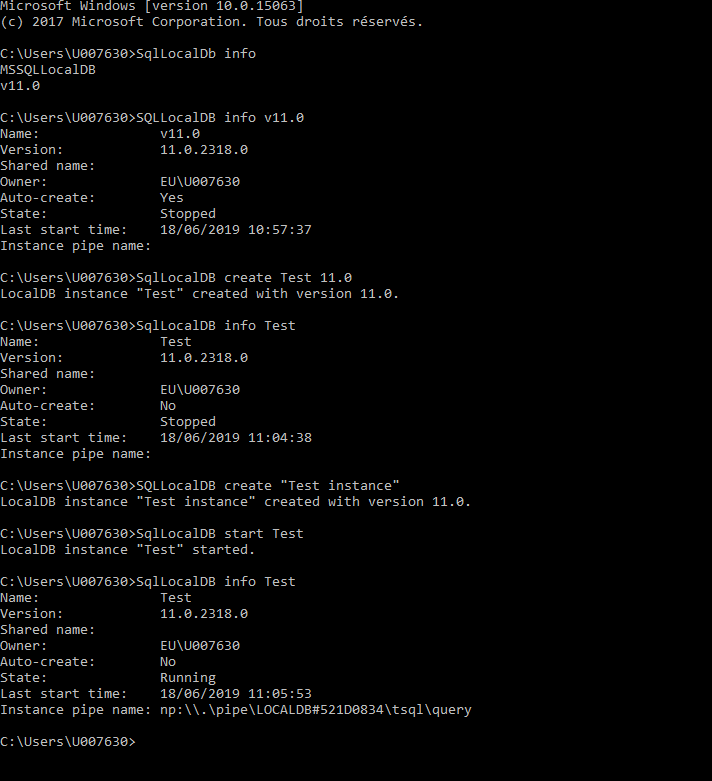 Microsoft Windows [version 10.0.15063]
(c) 2017 Microsoft Corporation. Tous droits réservés.
C:\Users\U007630>SqlLocalDb info
MSSQLLocalDB
v11.0
C:\Users\U007630>SQLLocalDB info v11.0
Name:               v11.0
Version:            11.0.2318.0
Shared name:
Owner:              EU\U007630
Auto-create:        Yes
State:              Stopped
Last start time:    18/06/2019 10:57:37
Instance pipe name:
C:\Users\U007630>SqlLocalDB create Test 11.0
LocalDB instance "Test" created with version 11.0.
C:\Users\U007630>SqlLocalDB info Test
Name:               Test
Version:            11.0.2318.0
Shared name:
Owner:              EU\U007630
Auto-create:        No
State:              Stopped
Last start time:    18/06/2019 11:04:38
Instance pipe name:
C:\Users\U007630>SQLLocalDB create "Test instance"
LocalDB instance "Test instance" created with version 11.0.
C:\Users\U007630>SqlLocalDB start Test
LocalDB instance "Test" started.
C:\Users\U007630>SqlLocalDB info Test
Name:               Test
Version:            11.0.2318.0
Shared name:
Owner:              EU\U007630
Auto-create:        No
State:              Running
Last start time:    18/06/2019 11:05:53
Instance pipe name: np:\\.\pipe\LOCALDB#521D0834\tsql\query
C:\Users\U007630>